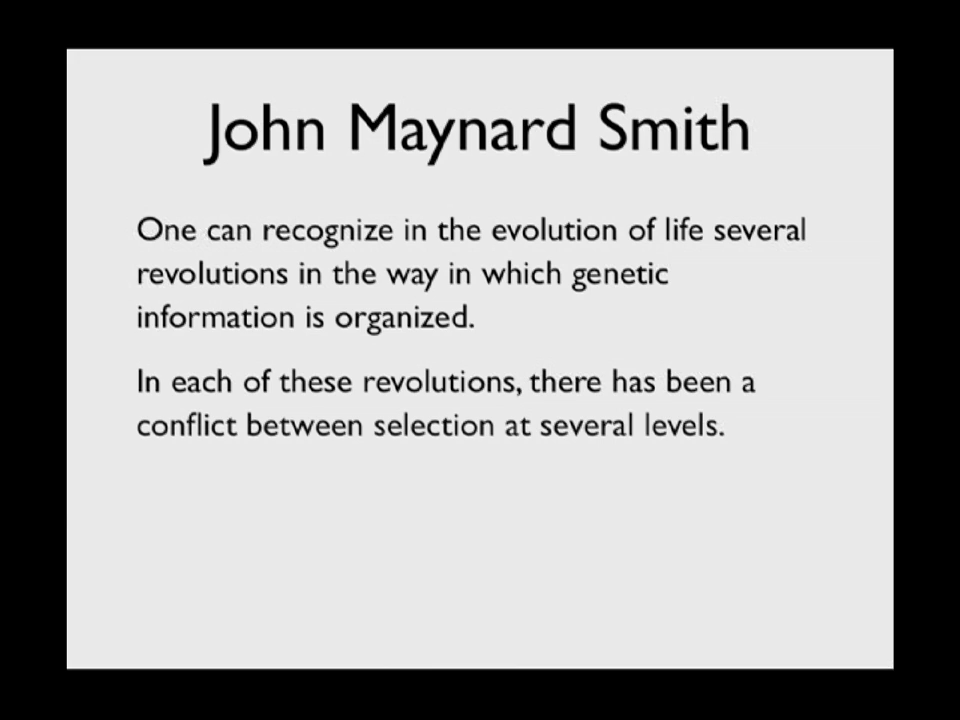 John Maynard Smith
One can recognize in the evolution of life several
revolutions in the way in which genetic
information is organized.
In each of these revolutions, there has been a
conflict between selection at several levels.